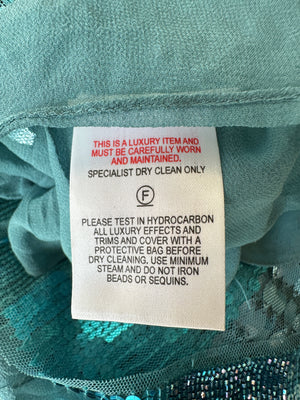 THIS IS A LUXURY ITEM AND
MUST BE CAREFULLY WORN
AND MAINTAINED.
SPECIALIST DRY CLEAN ONLY
F
PLEASE TEST IN HYDROCARBON
ALL LUXURY EFFECTS AND
TRIMS AND COVER WITH A
PROTECTIVE BAG BEFORE
DRY CLEANING. USE MINIMUM
STEAM AND DO NOT IRON
BEADS OR SEQUINS.